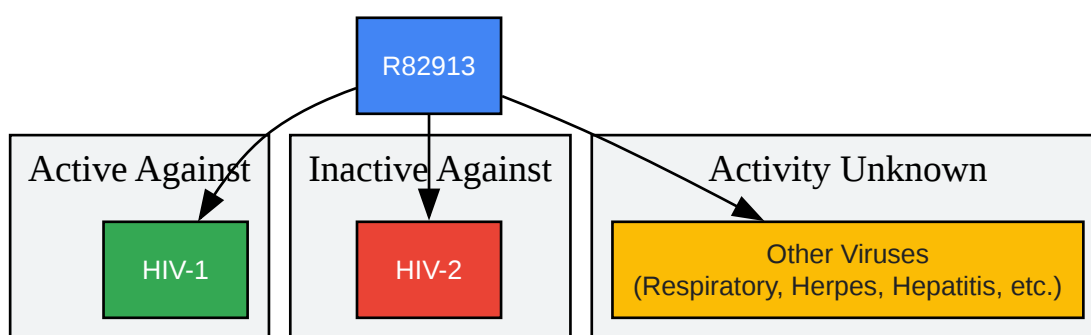 R82913
Active Against
Inactive Against
Activity Unknown
HIV-1
HIV-2
Other Viruses
(Respiratory, Herpes, Hepatitis, etc.)